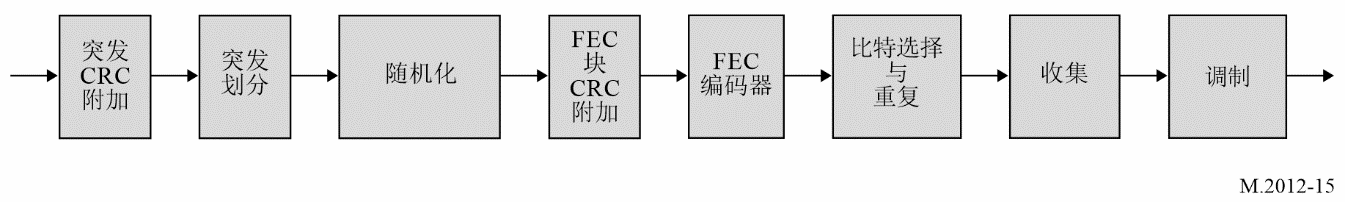 突发
CRC
附加
突发
划分
随机化
FEC
块
CRC
附加
FEC
编码器
比特选择
与
重复
收集
调制
M.2012-15